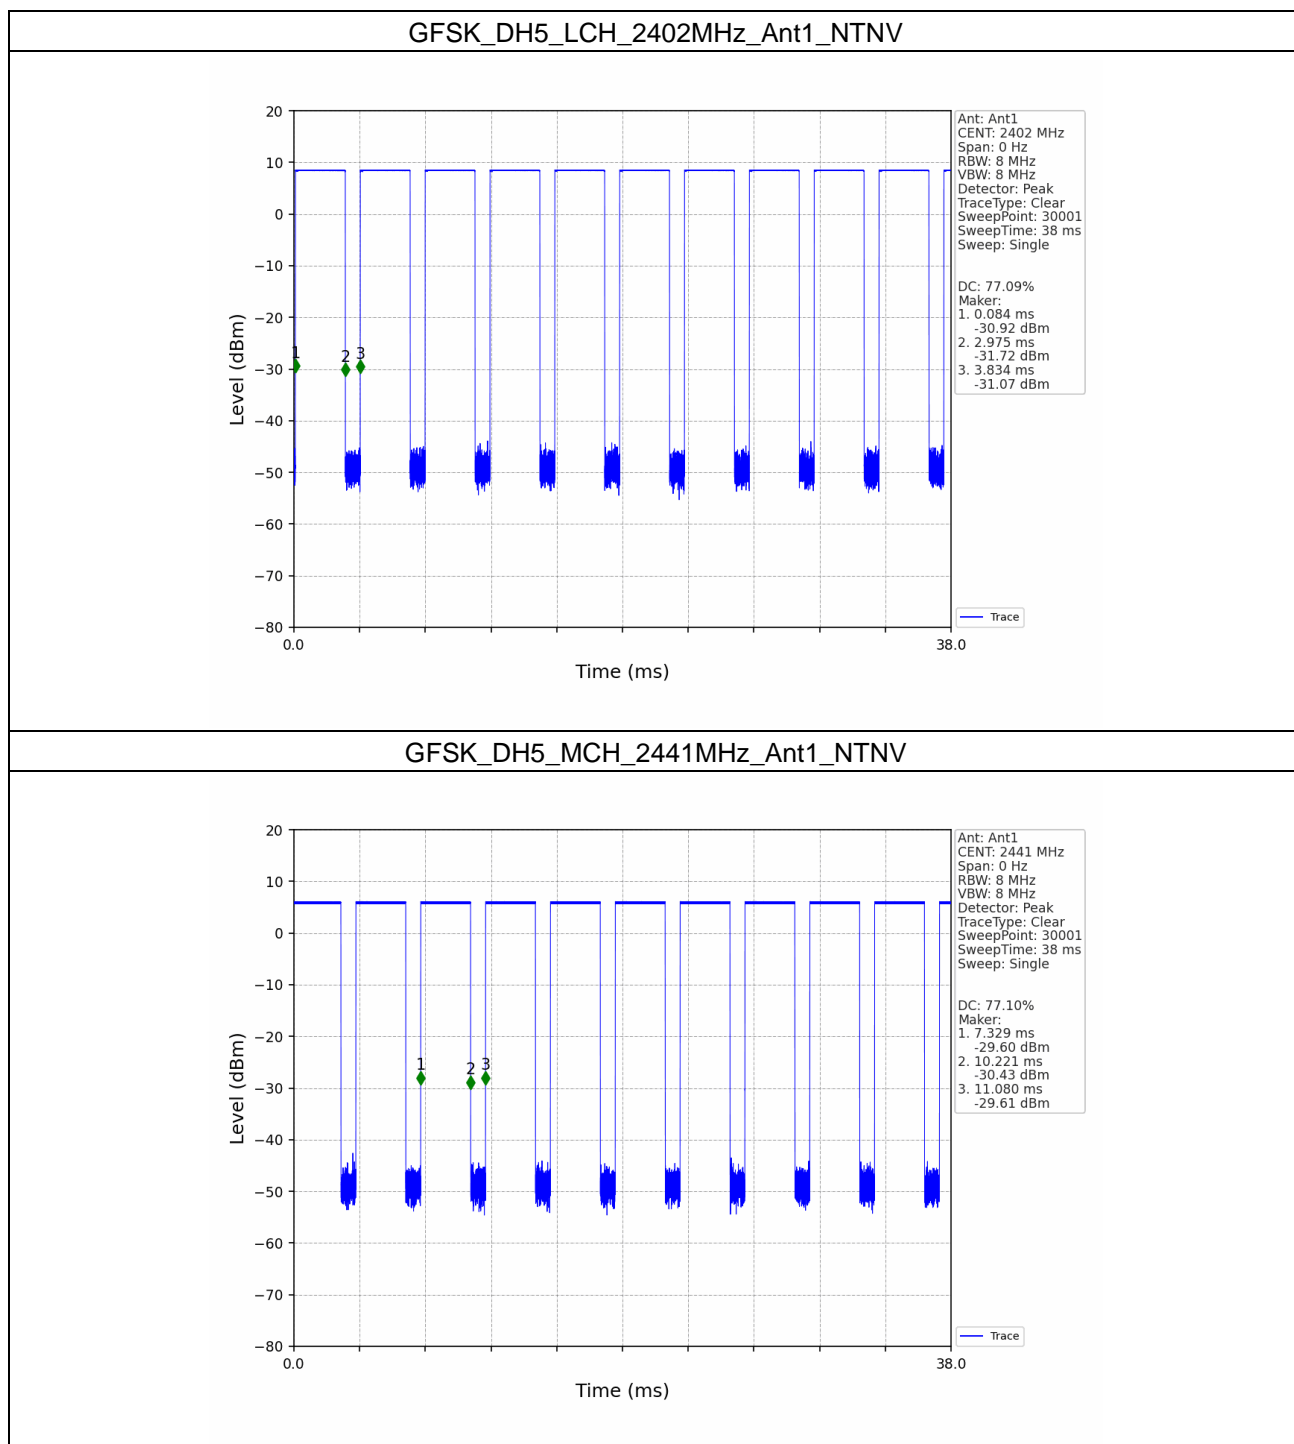 GFSK_DH5_LCH_2402MHz_Ant1_NTNV
20
10
0
−10
−20
−30
−40
−50
−60
−70
−80
Level (dBm)
1
2
3
0.0
38.0
Time (ms)
Ant: Ant1
CENT: 2402 MHz
Span: 0 Hz
RBW: 8 MHz
VBW: 8 MHz
Detector: Peak
TraceType: Clear
SweepPoint: 30001
SweepTime: 38 ms
Sweep: Single
DC: 77.09%
Maker:
1. 0.084 ms
-30.92 dBm
2. 2.975 ms
-31.72 dBm
3. 3.834 ms
-31.07 dBm
Trace
GFSK_DH5_MCH_2441MHz_Ant1_NTNV
20
10
0
−10
−20
−30
−40
−50
−60
−70
−80
Level (dBm)
1
2
3
0.0
38.0
Time (ms)
Ant: Ant1
CENT: 2441 MHz
Span: 0 Hz
RBW: 8 MHz
VBW: 8 MHz
Detector: Peak
TraceType: Clear
SweepPoint: 30001
SweepTime: 38 ms
Sweep: Single
DC: 77.10%
Maker:
1. 7.329 ms
-29.60 dBm
2. 10.221 ms
-30.43 dBm
3. 11.080 ms
-29.61 dBm
Trace